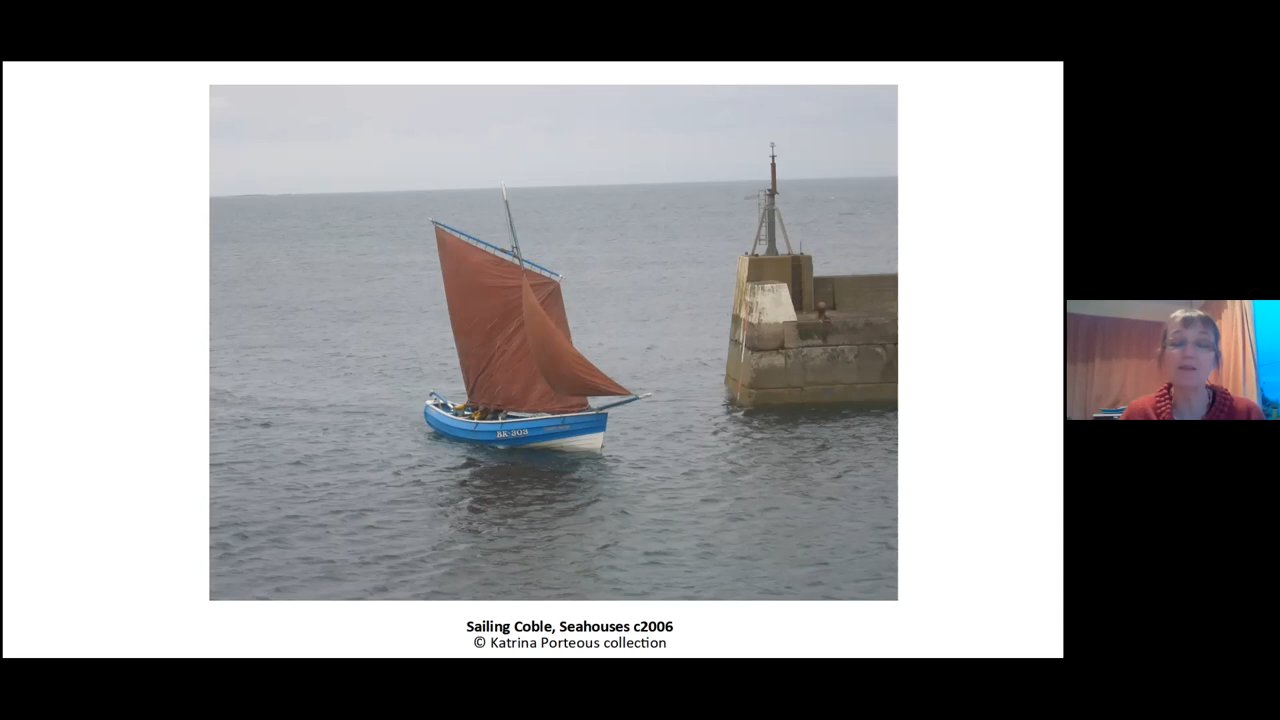 BK-303
Sailing Coble, Seahouses c2006
© Katrina Porteous collection